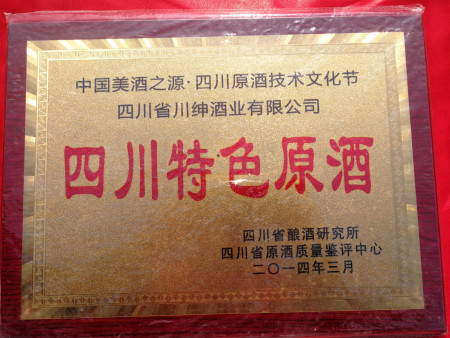 中国美酒之源·四川原酒技术文化节
四川省川绅酒业有限公司
四川特色原酒
四川省酿酒研究所
四川省原酒质量鉴评中心
二〇一四年三月